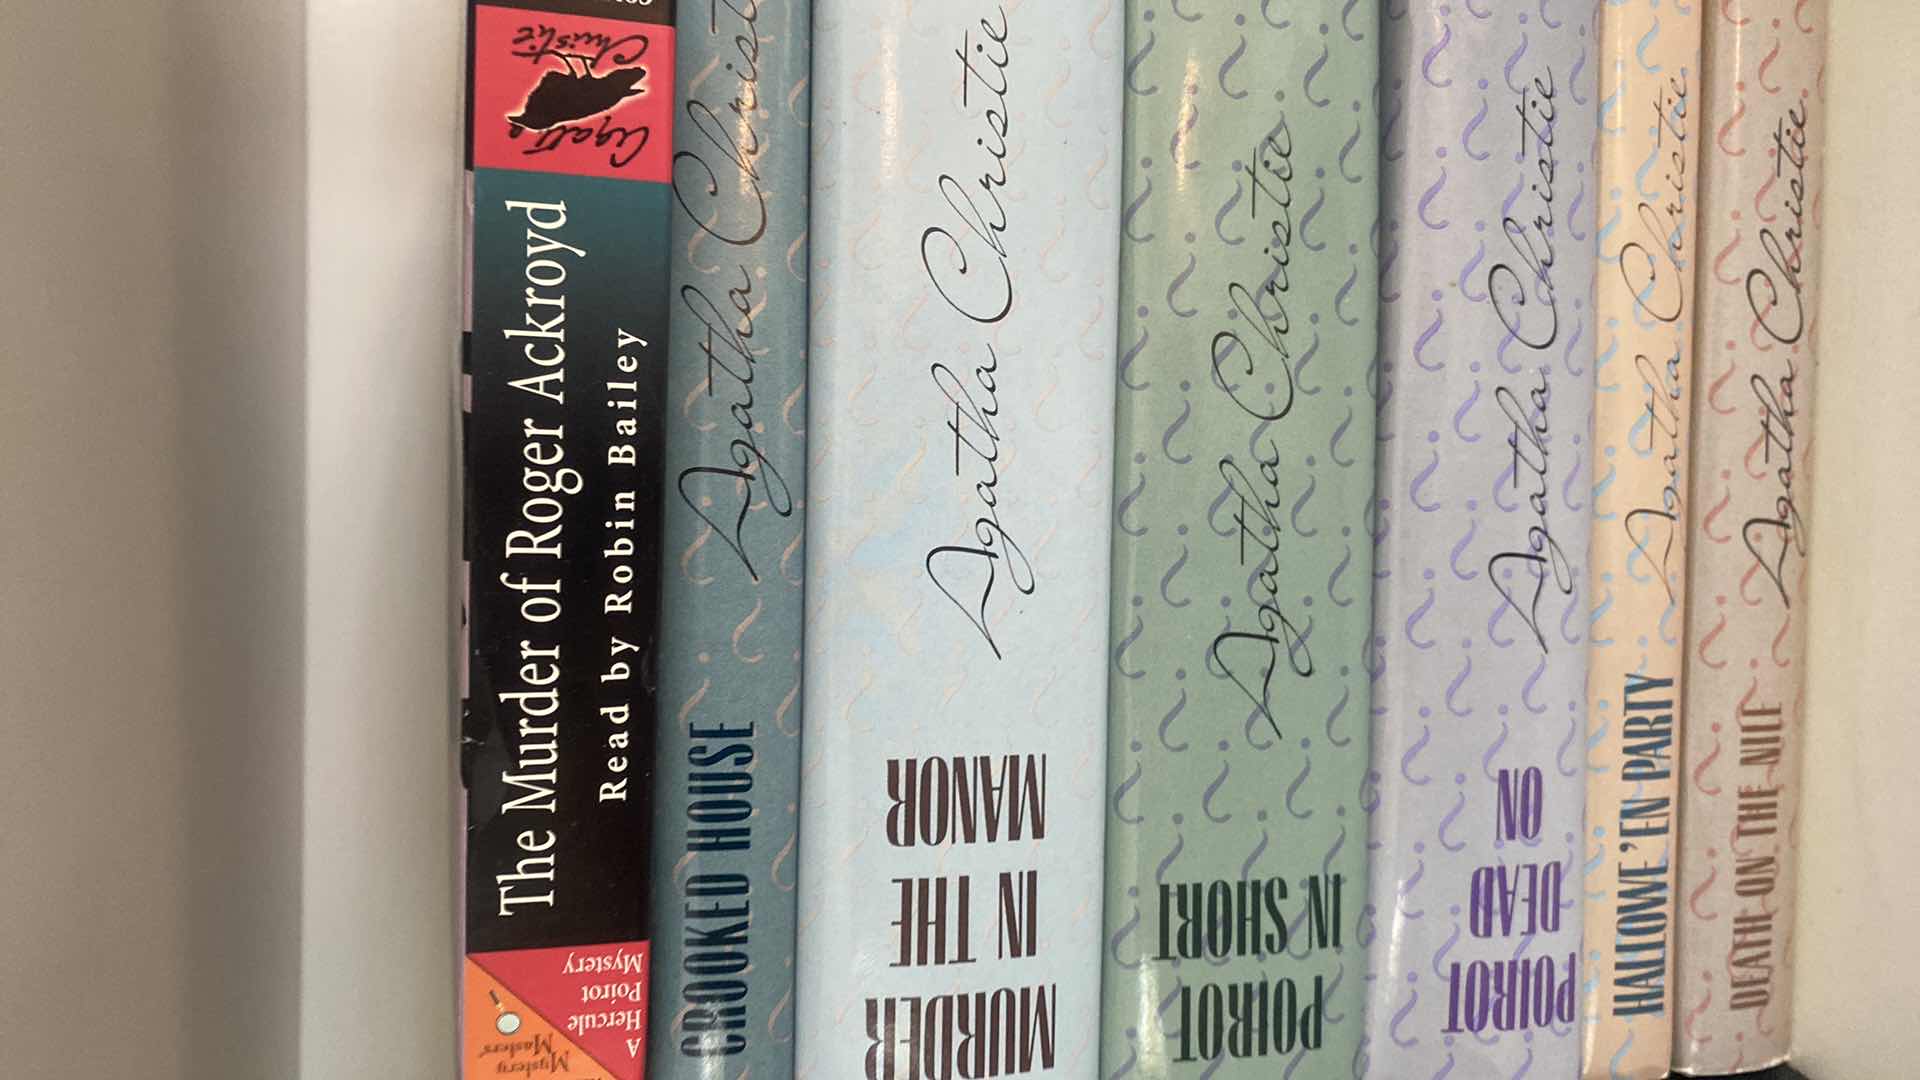 Agatha
Christie
The Murder of Roger Ackroyd
Read by Robin Bailey
A
Hercule
Poirot
Mystery
Mystery
Masters
CROOKED HOUSE
Agatha Christ
MURDER
IN THE
MANOR
Agatha Christie
POIROT
IN SHORT
Agatha Christie
POIROT
DEAD
ON
Agatha Christie
HALLOWE'EN PARTY
Agatha Christie
DEATH ON THE NILE
Agatha Christie